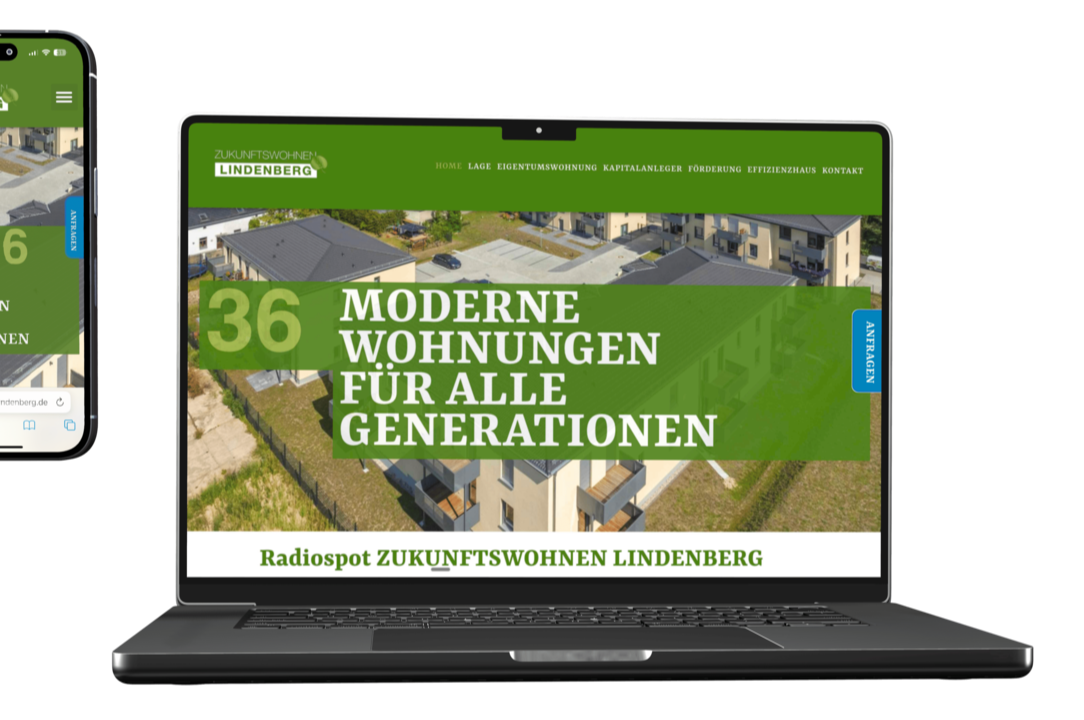 6
ANFRAGEN
N
NEN
ndenberg.de
ZUKUNFTSWOHNEN
LINDENBERG
HOME LAGE EIGENTUMSWOHNUNG KAPITALANLEGER FÖRDERUNG EFFIZIENZHAUS KONTAKT
36
MODERNE
WOHNUNGEN
FÜR ALLE
GENERATIONEN
ANFRAGEN
Radiospot ZUKUNFTSWOHNEN LINDENBERG